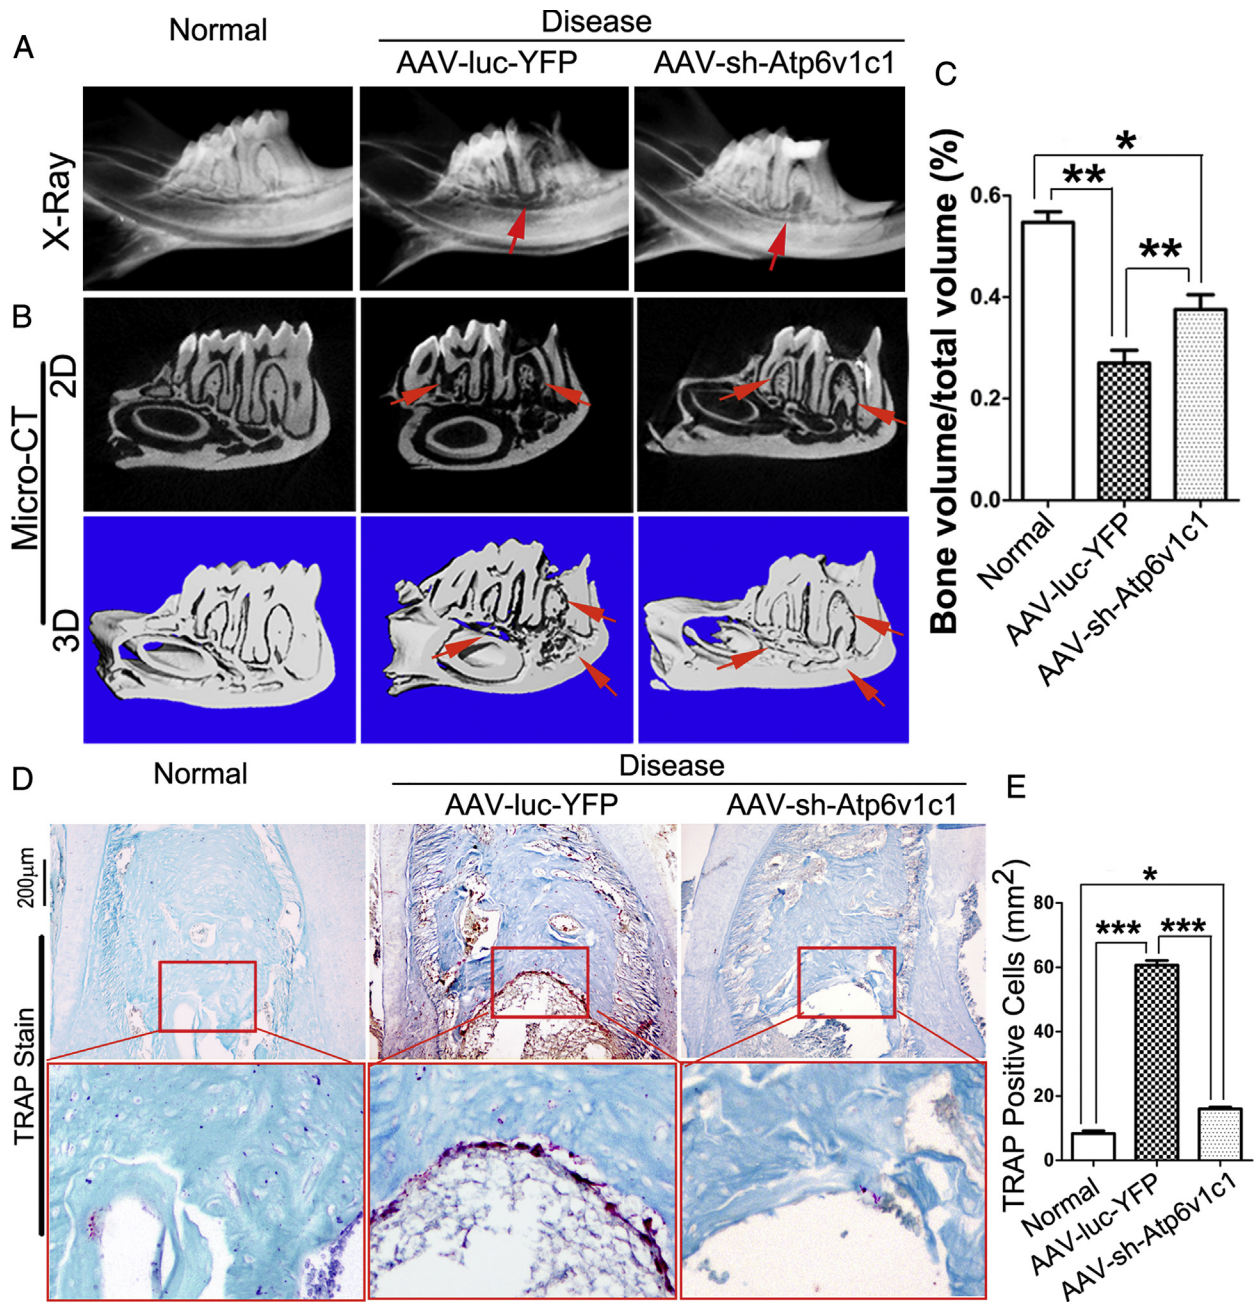 A
Normal
Disease
AAV-luc-YFP
AAV-sh-Atp6v1c1
X-Ray
B
Micro-CT
2D
3D
C
Bone volume/total volume (%)
*
**
**
0.6
0.4
0.2
0.0
Normal
AAV-luc-YFP
AAV-sh-Atp6v1c1
D
Normal
Disease
AAV-luc-YFP
AAV-sh-Atp6v1c1
200μm
TRAP Stain
E
TRAP Positive Cells (mm²)
*
***
***
80
60
40
20
0
Normal
AAV-luc-YFP
AAV-sh-Atp6v1c1